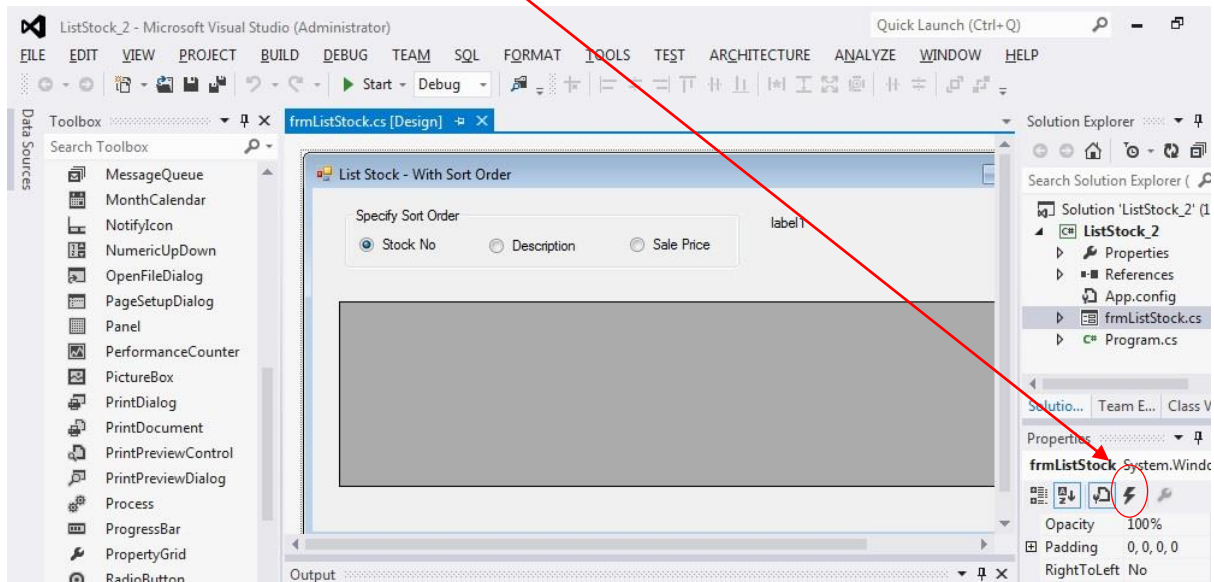 ListStock_2 - Microsoft Visual Studio (Administrator)
Quick Launch (Ctrl+Q)
FILE EDIT VIEW PROJECT BUILD DEBUG TEAM SQL FORMAT TOOLS TEST ARCHITECTURE ANALYZE WINDOW HELP
Start Debug
Data Sources
Toolbox
Search Toolbox
MessageQueue
MonthCalendar
NotifyIcon
NumericUpDown
OpenFileDialog
PageSetupDialog
Panel
PerformanceCounter
PictureBox
PrintDialog
PrintDocument
PrintPreviewControl
PrintPreviewDialog
Process
ProgressBar
PropertyGrid
RadioButton
frmListStock.cs [Design]
List Stock - With Sort Order
Specify Sort Order
label1
Stock No Description Sale Price
Output
Solution Explorer
Search Solution Explorer (
Solution 'ListStock_2' (1
C# ListStock_2
Properties
References
App.config
frmListStock.cs
C# Program.cs
Solutio... Team E... Class V
Properties
frmListStock System.Windo
Opacity 100%
Padding 0, 0, 0, 0
RightToLeft No